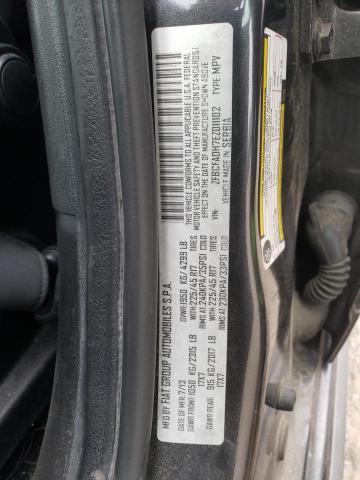 MFD BY: FIAT GROUP AUTOMOBILES S.P.A.
DATE OF MFR: 7/13 GVWR: 1950 KG/4299 LB
GAWR FRONT: 1050 KG/2315 LB WITH 225/45 R17 TIRES
17X7 RIMS/AT: 240KPA/35PSI COLD
GAWR REAR: 915 KG/2017 LB WITH 225/45 R17 TIRES
17X7 RIMS/AT: 230KPA/33PSI COLD
THIS VEHICLE CONFORMS TO ALL APPLICABLE U.S.A. FEDERAL
MOTOR VEHICLE SAFETY AND THEFT PREVENTION STANDARDS
IN EFFECT ON THE DATE OF MANUFACTURE SHOWN ABOVE
VIN: ZFBCFADH7EZ011102 TYPE: MPV
VEHICLE MADE IN SERBIA